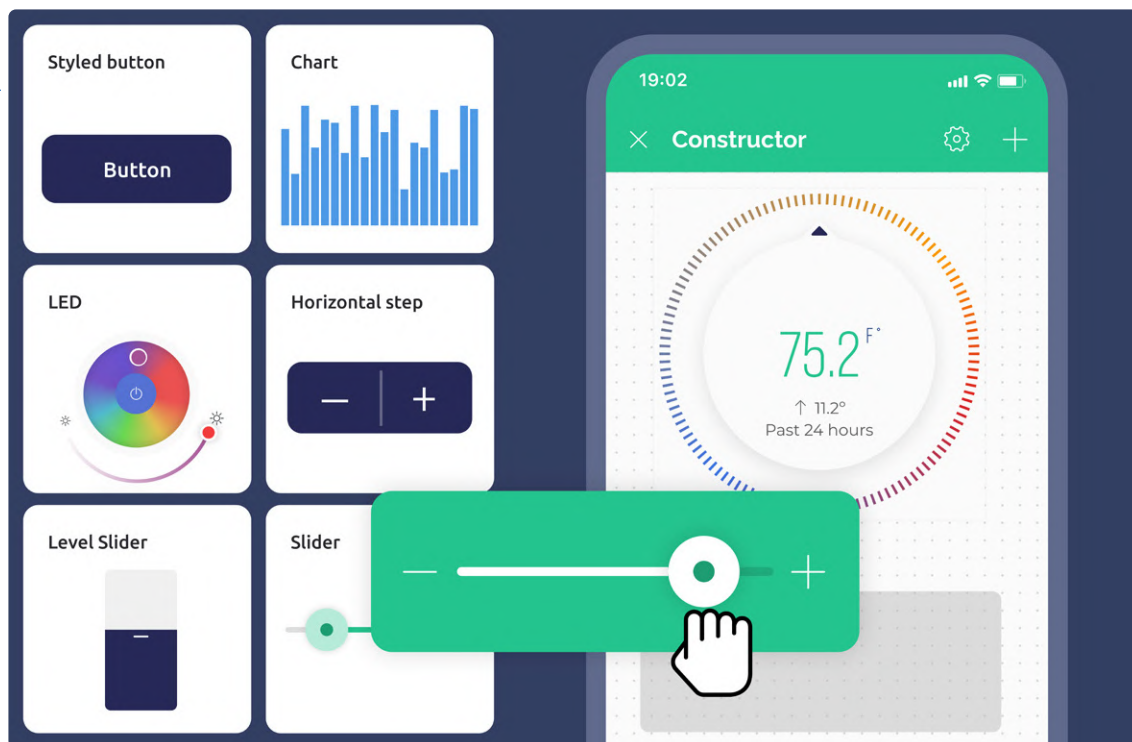 Styled button
Button
Chart
LED
Horizontal step
Level Slider
Slider
19:02
Constructor
75.2 F°
↑ 11.2°
Past 24 hours